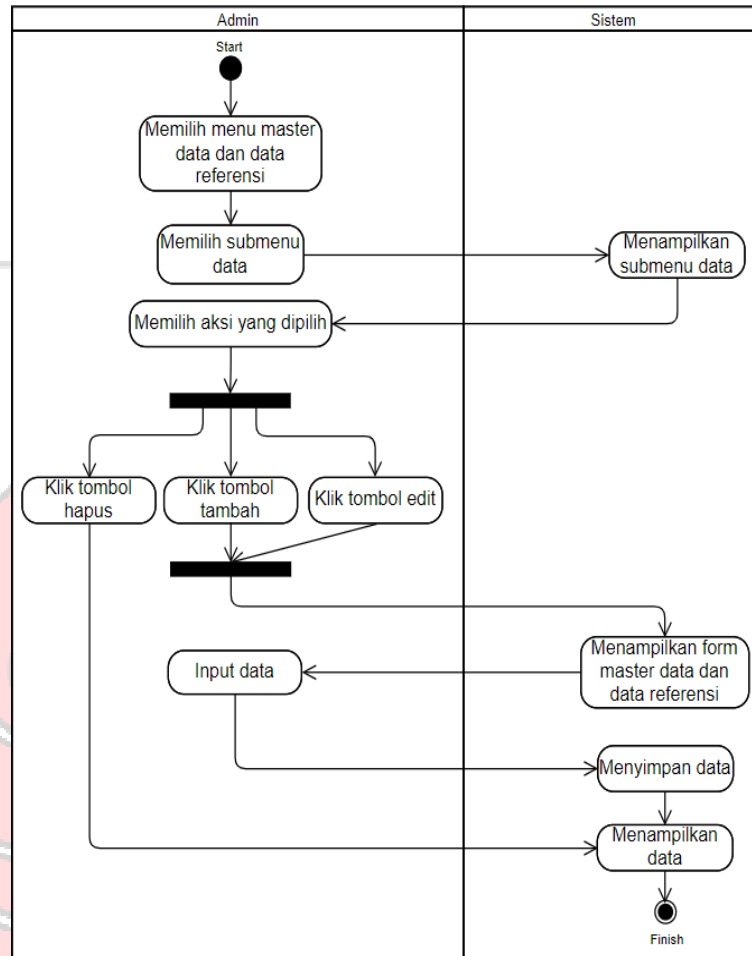 Admin
Sistem
Start
Memilih menu master
data dan data
referensi
Memilih submenu
data
Menampilkan
submenu data
Memilih aksi yang dipilih
Klik tombol
hapus
Klik tombol
tambah
Klik tombol edit
Menampilkan form
master data dan
data referensi
Input data
Menyimpan data
Menampilkan
data
Finish